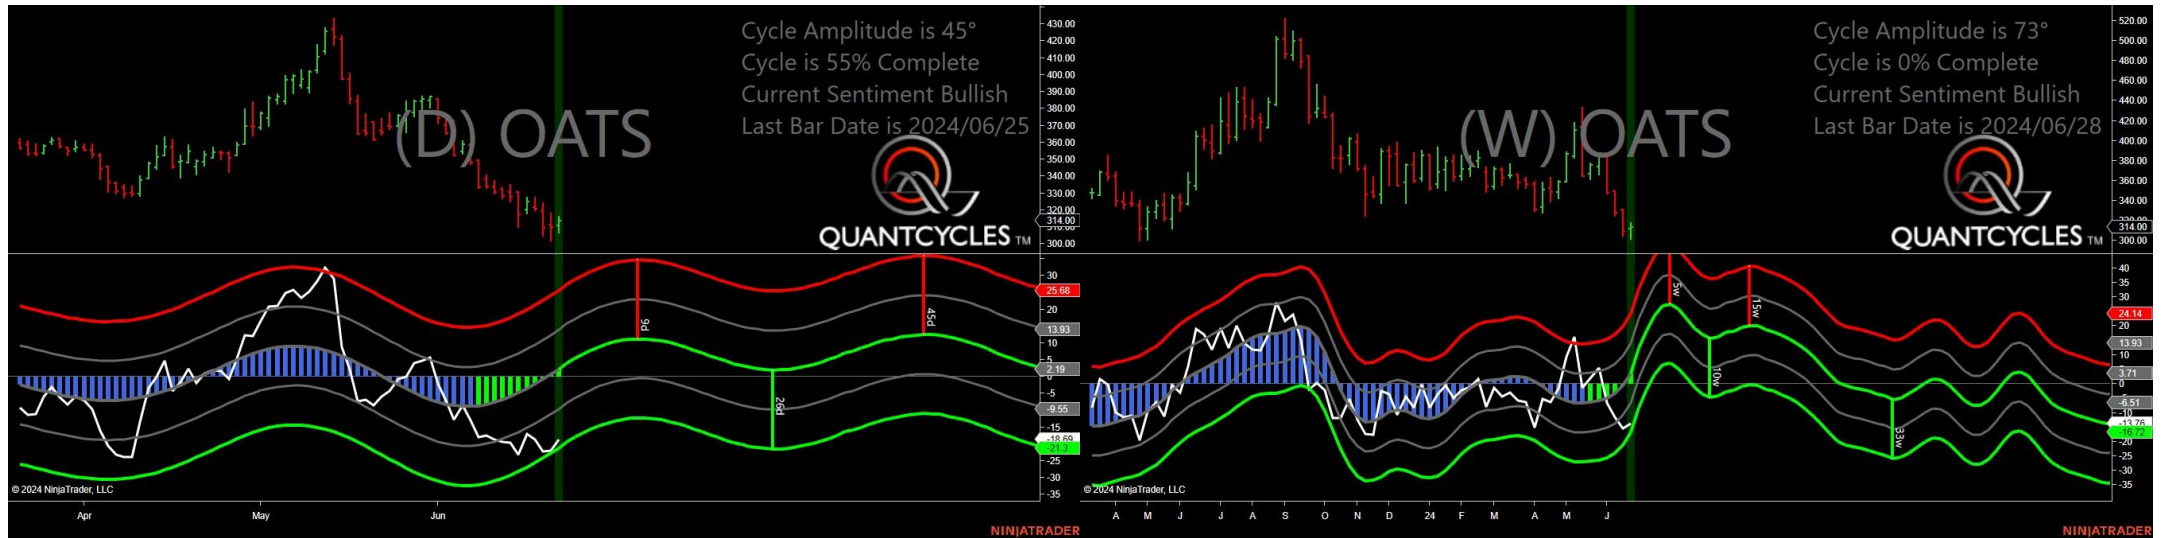 Cycle Amplitude is 45°
Cycle is 55% Complete
Current Sentiment Bullish
Last Bar Date is 2024/06/25
(D) OATS
QUANTCYCLES TM
430.00
420.00
410.00
400.00
390.00
380.00
370.00
360.00
350.00
340.00
330.00
320.00
314.00
310.00
300.00
30
25.68
13.93
10
5
2.19
0
-5
-9.55
-15
-18.69
-21.3
-25
-30
-35
9d
26d
45d
© 2024 NinjaTrader, LLC
Apr
May
Jun
NINJATRADER
Cycle Amplitude is 73°
Cycle is 0% Complete
Current Sentiment Bullish
Last Bar Date is 2024/06/28
(W) OATS
QUANTCYCLES TM
520.00
500.00
480.00
460.00
440.00
420.00
400.00
380.00
360.00
340.00
320.00
314.00
300.00
40
35
30
24.14
20
13.93
10
3.71
0
-6.51
-10
-13.76
-16.72
-20
-25
-30
-35
5w
15w
10w
33w
© 2024 NinjaTrader, LLC
A M J J A S O N D 24 F M A M J
NINJATRADER